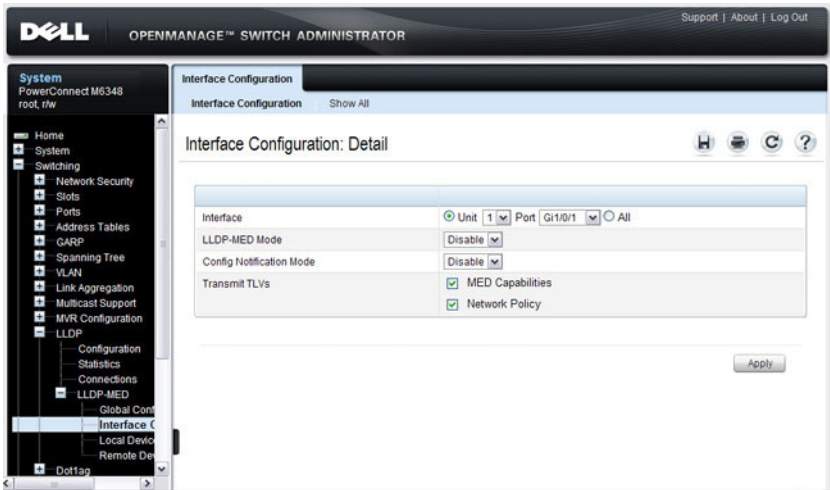 DELL
OPENMANAGE™ SWITCH ADMINISTRATOR
Support | About | Log Out
System
PowerConnect M6348
root, r/w
Home
System
Switching
Network Security
Slots
Ports
Address Tables
GARP
Spanning Tree
VLAN
Link Aggregation
Multicast Support
MVR Configuration
LLDP
Configuration
Statistics
Connections
LLDP-MED
Global Conf
Interface C
Local Device
Remote De
Dot1ag
Interface Configuration
Interface Configuration Show All
Interface Configuration: Detail
Interface Unit 1 Port Gi1/0/1 All
LLDP-MED Mode Disable
Config Notification Mode Disable
Transmit TLVs MED Capabilities
Network Policy
Apply